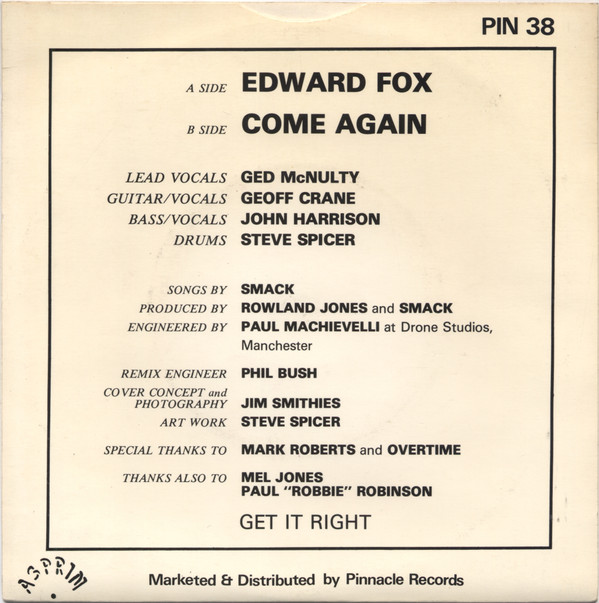 PIN 38
A SIDE EDWARD FOX
B SIDE COME AGAIN
LEAD VOCALS GED McNULTY
GUITAR/VOCALS GEOFF CRANE
BASS/VOCALS JOHN HARRISON
DRUMS STEVE SPICER
SONGS BY SMACK
PRODUCED BY ROWLAND JONES and SMACK
ENGINEERED BY PAUL MACHIEVELLI at Drone Studios,
Manchester
REMIX ENGINEER PHIL BUSH
COVER CONCEPT and
PHOTOGRAPHY JIM SMITHIES
ART WORK STEVE SPICER
SPECIAL THANKS TO MARK ROBERTS and OVERTIME
THANKS ALSO TO MEL JONES
PAUL "ROBBIE" ROBINSON
GET IT RIGHT
A3PRIM
Marketed & Distributed by Pinnacle Records